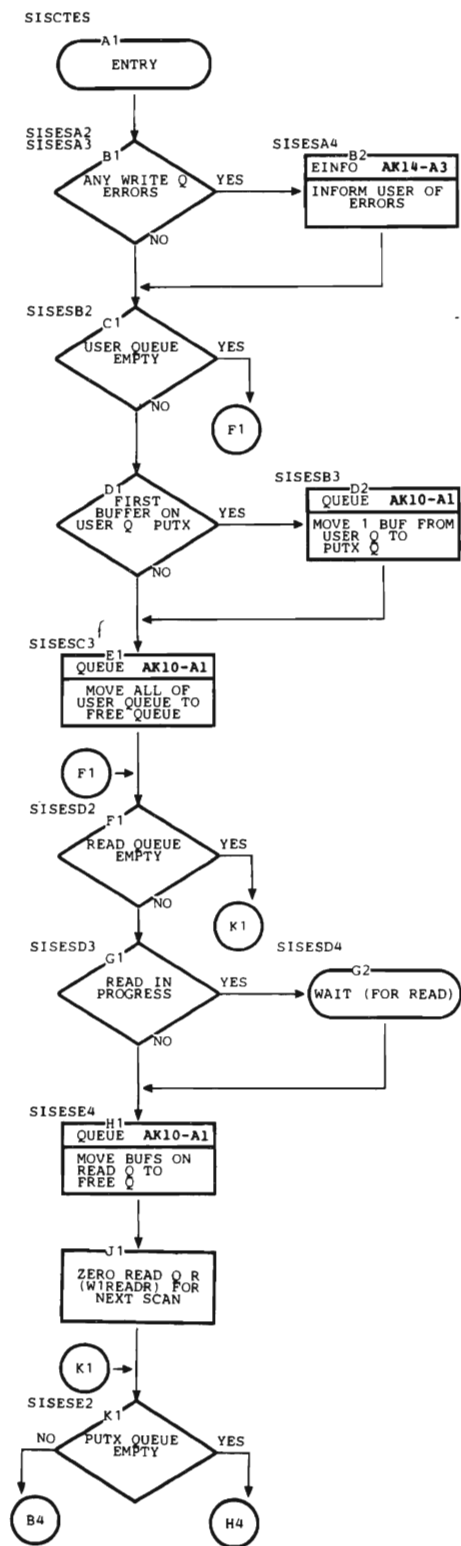 SISCTES
A1
ENTRY
SISESA2
SISESA3
B1
ANY WRITE Q
ERRORS
YES
NO
SISESA4
B2
EINFO AK14-A3
INFORM USER OF
ERRORS
SISESB2
C1
USER QUEUE
EMPTY
YES
NO
F1
D1
FIRST
BUFFER ON
USER Q PUTX
YES
NO
SISESB3
D2
QUEUE AK10-A1
MOVE 1 BUF FROM
USER Q TO
PUTX Q
SISESC3
E1
QUEUE AK10-A1
MOVE ALL OF
USER QUEUE TO
FREE QUEUE
F1
SISESD2
F1
READ QUEUE
EMPTY
YES
NO
K1
SISESD3
G1
READ IN
PROGRESS
YES
NO
SISESD4
G2
WAIT (FOR READ)
SISESE4
H1
QUEUE AK10-A1
MOVE BUFS ON
READ Q TO
FREE Q
J1
ZERO READ Q R
(W1READR) FOR
NEXT SCAN
K1
SISESE2
K1
PUTX QUEUE
EMPTY
NO
YES
B4
H4